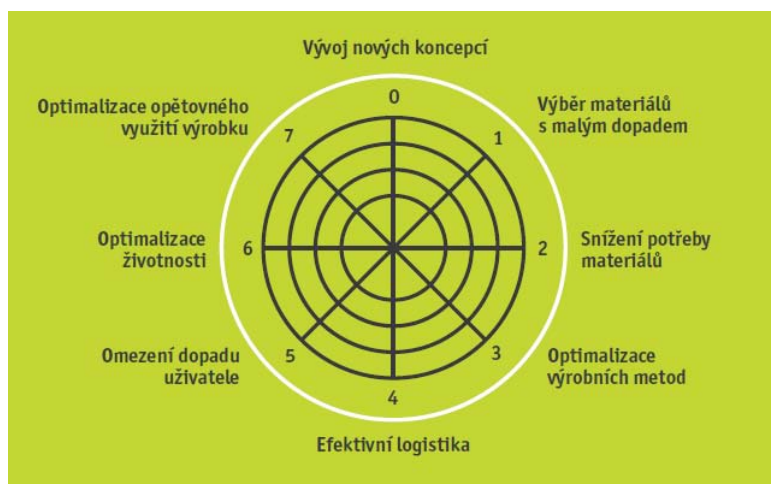 Vývoj nových koncepcí
0
Výběr materiálů
s malým dopadem
1
Snížení potřeby
materiálů
2
Optimalizace
výrobních metod
3
Efektivní logistika
4
Omezení dopadu
uživatele
5
Optimalizace
životnosti
6
Optimalizace opětovného
využití výrobku
7